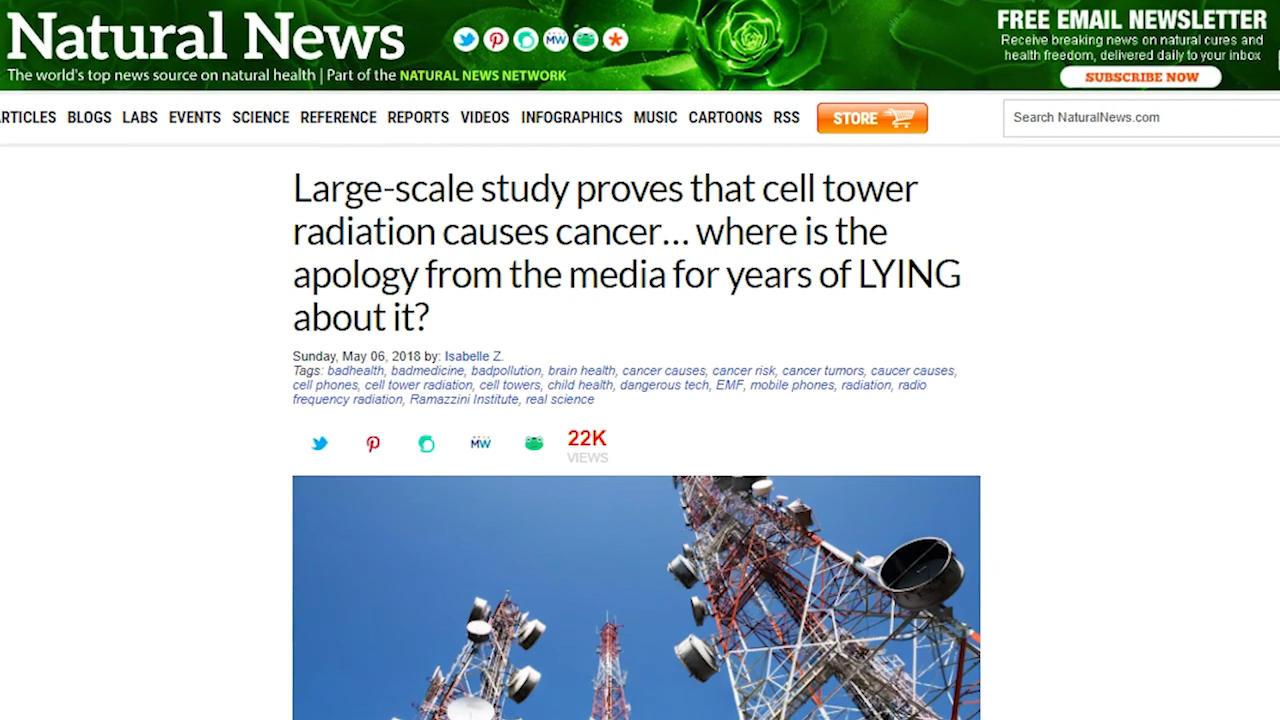 Natural News
The world's top news source on natural health | Part of the NATURAL NEWS NETWORK
MW
FREE EMAIL NEWSLETTER
Receive breaking news on natural cures and
health freedom, delivered daily to your inbox
SUBSCRIBE NOW
RTICLES BLOGS LABS EVENTS SCIENCE REFERENCE REPORTS VIDEOS INFOGRAPHICS MUSIC CARTOONS RSS STORE Search NaturalNews.com
Large-scale study proves that cell tower
radiation causes cancer… where is the
apology from the media for years of LYING
about it?
Sunday, May 06, 2018 by: Isabelle Z.
Tags: badhealth, badmedicine, badpollution, brain health, cancer causes, cancer risk, cancer tumors, caucer causes,
cell phones, cell tower radiation, cell towers, child health, dangerous tech, EMF, mobile phones, radiation, radio
frequency radiation, Ramazzini Institute, real science
MW 22K
VIEWS